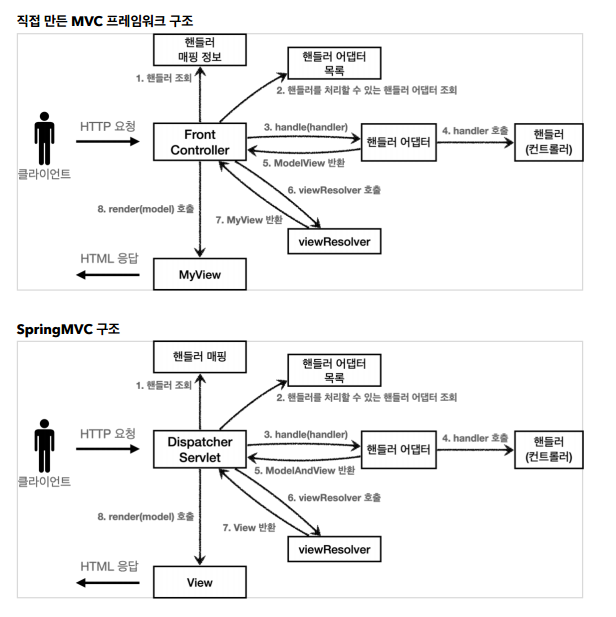 직접 만든 MVC 프레임워크 구조
핸들러
매핑 정보
핸들러 어댑터
목록
1. 핸들러 조회
2. 핸들러를 처리할 수 있는 핸들러 어댑터 조회
HTTP 요청
클라이언트
Front
Controller
3. handle(handler)
5. ModelView 반환
핸들러 어댑터
4. handler 호출
핸들러
(컨트롤러)
6. viewResolver 호출
7. MyView 반환
8. render(model) 호출
viewResolver
HTML 응답
MyView
SpringMVC 구조
핸들러 매핑
핸들러 어댑터
목록
1. 핸들러 조회
2. 핸들러를 처리할 수 있는 핸들러 어댑터 조회
HTTP 요청
클라이언트
Dispatcher
Servlet
3. handle(handler)
5. ModelAndView 반환
핸들러 어댑터
4. handler 호출
핸들러
(컨트롤러)
6. viewResolver 호출
7. View 반환
8. render(model) 호출
viewResolver
HTML 응답
View